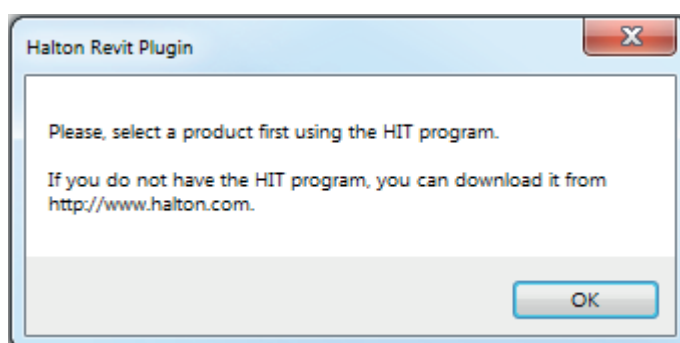 Halton Revit Plugin
Please, select a product first using the HIT program.
If you do not have the HIT program, you can download it from
http://www.halton.com.
OK